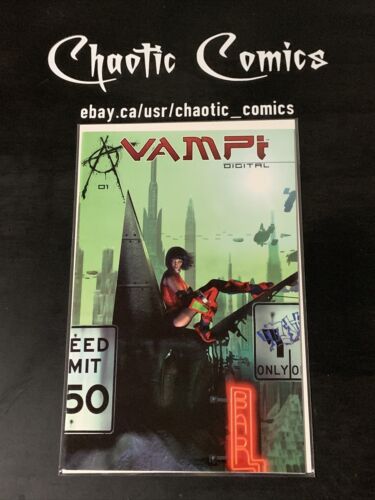 Chaotic Comics
ebay.ca/usr/chaotic_comics
VAMPi
DIGITAL
01
EED
MIT
50
ONLY O
BAR